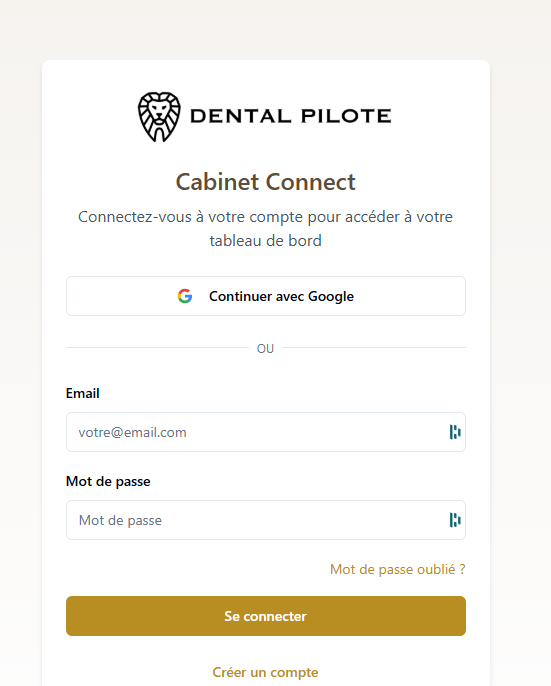 DENTAL PILOTE
Cabinet Connect
Connectez-vous à votre compte pour accéder à votre
tableau de bord
Continuer avec Google
OU
Email
votre@email.com
Mot de passe
Mot de passe
Mot de passe oublié ?
Se connecter
Créer un compte